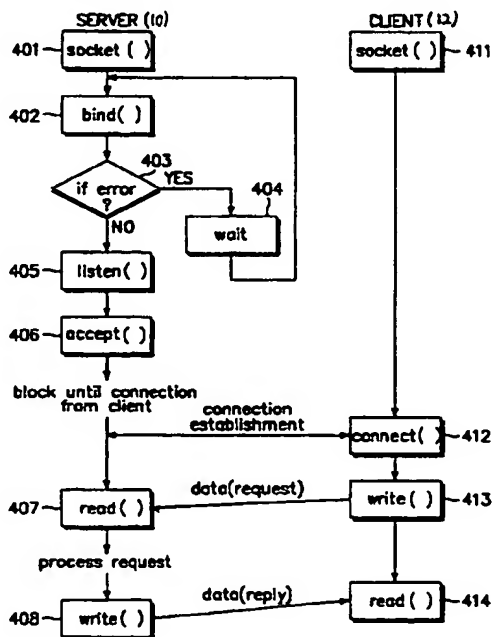 SERVER (10)
CLIENT (12)
401
socket ( )
socket ( )
411
402
bind( )
403
if error
?
YES
404
wait
NO
405
listen( )
406
accept( )
block until connection
from client
connection
establishment
connect( )
412
407
read( )
data(request)
write( )
413
process request
408
write( )
data(reply)
read( )
414